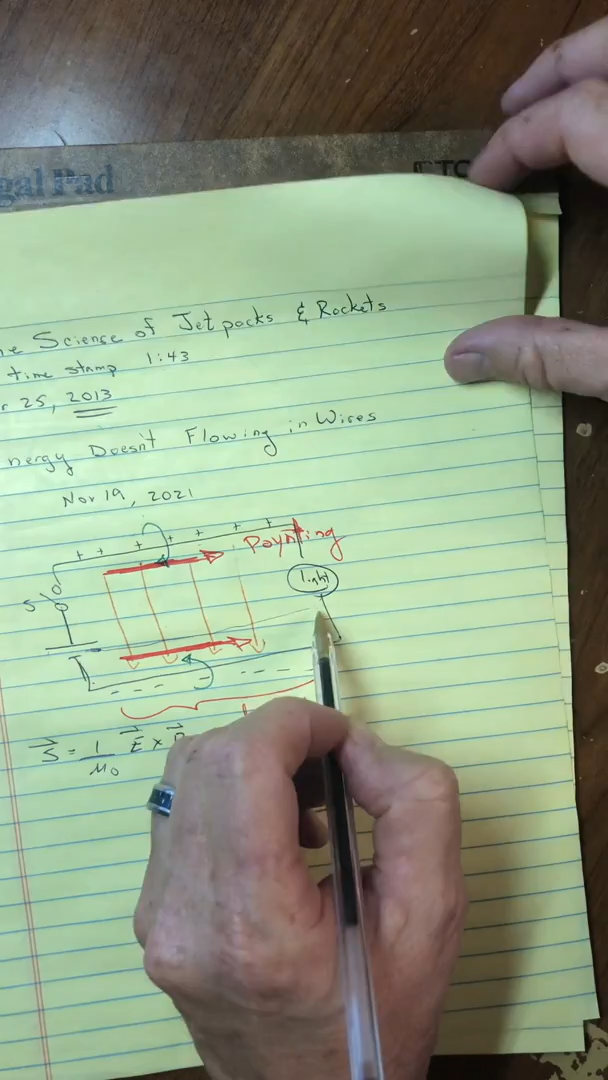 gal Pad
he Science of Jet packs & Rockets
time stamp 1:43
r 25, 2013
nergy Doesn't Flowing in Wires
Nov 19, 2021
+ + + + + + +
Poynting
light
S
- - - - - - -
S = 1/μ₀ E x